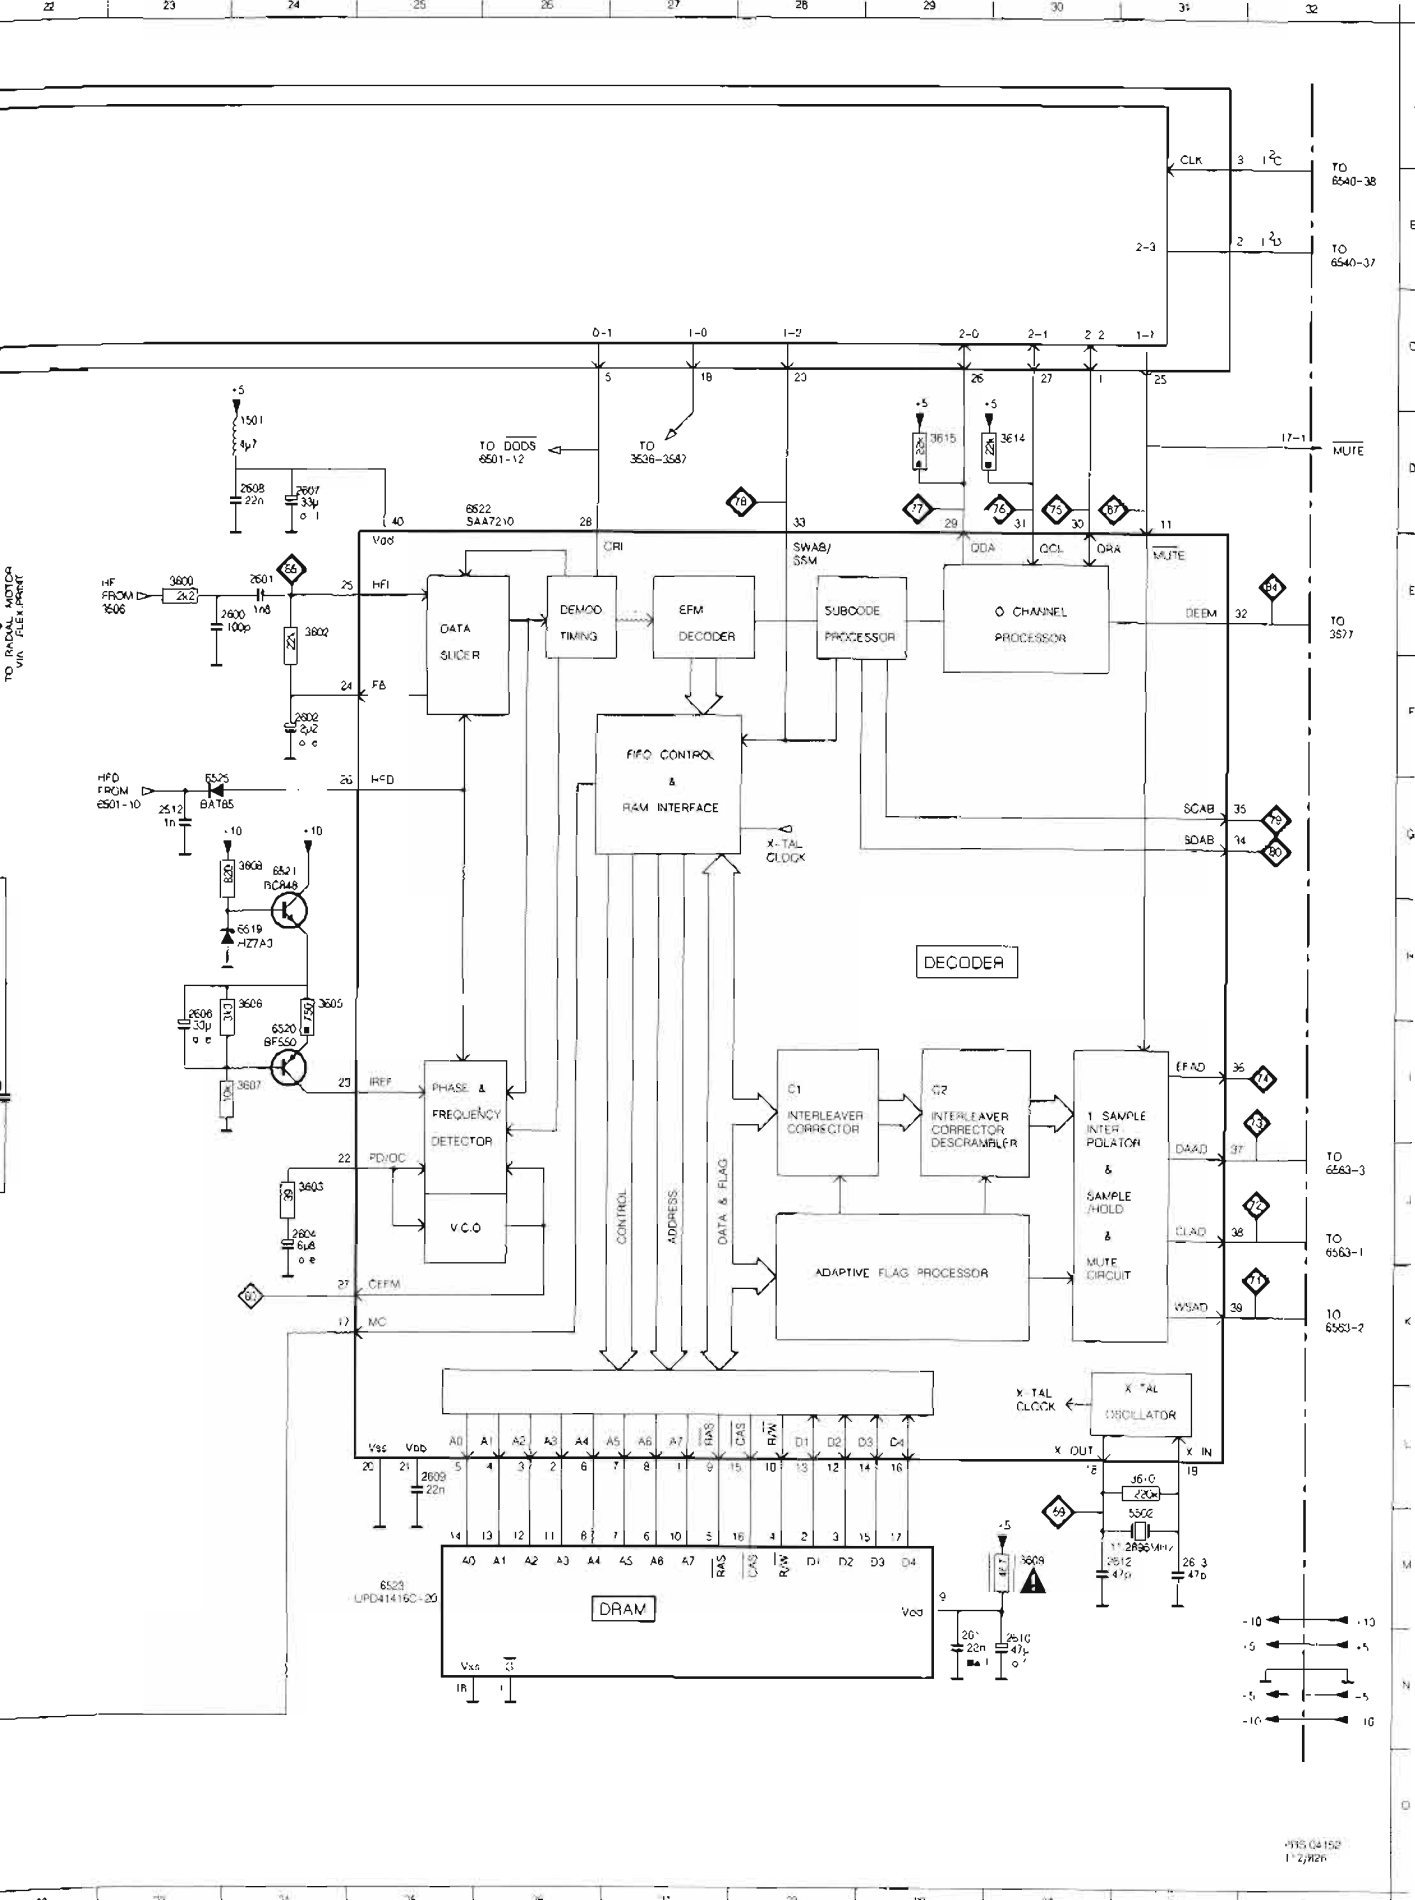 22 23 24 25 26 27 28 29 30 31 32
CLK 3 I²C
TO
6540-38
2-3 2 I²D
TO
6540-37
0-1 1-0 1-2 2-0 2-1 2-2
5 18 23 26 27 1 25
+5
1501
4µ7
TO DODS
6501-12
TO
3536-3587
+5 +5
22k 3615 22k 3614
17-1 MUTE
2608
22n
2607
33µ
78 77 76 75 87
40 6522
SAA7210
28 33 29 31 30 11
Vdd CRI SWAB/
SSM
QDA QCL QRA MUTE
TO RADIAL MOTOR
VIA FLEX.PRINT
HF
FROM
3506
3600
2k2
2601
1n8
25 HFI
2600
100p
22k 3602
DATA
SLICER
DEMOD
TIMING
EFM
DECODER
SUBCODE
PROCESSOR
Q CHANNEL
PROCESSOR
84
DEEM 32
TO
3577
24 FB
2602
2µ2
FIFO CONTROL
&
RAM INTERFACE
HFD
FROM
6501-10
6525
BAT85
26 HFD
2512
1n
X-TAL
CLOCK
SCAB 35 79
SDAB 34 80
+10 +10
820 3608
6521
BC848
6519
HZ7A3
DECODER
2606
33µ
3k3 3606
750 3605
6520
BF550
10k 3607
23 IREF
PHASE &
FREQUENCY
DETECTOR
V.C.O
C1
INTERLEAVER
CORRECTOR
C2
INTERLEAVER
CORRECTOR
DESCRAMBLER
1 SAMPLE
INTER
POLATOR
&
SAMPLE
/HOLD
&
MUTE
CIRCUIT
EFAD 36 74
73
DAAD 37
TO
6563-3
22 PD/OC
39 3603
2604
6µ8
CONTROL
ADDRESS
DATA & FLAG
72
CLAD 38
TO
6563-1
ADAPTIVE FLAG PROCESSOR
27 CEFM
17 MC
71
WSAD 39
TO
6563-2
X-TAL
CLOCK
X TAL
OSCILLATOR
X OUT X IN
18 19
Vss VDD A0 A1 A2 A3 A4 A5 A6 A7 RAS CAS R/W D1 D2 D3 D4
20 21 5 4 3 2 6 7 8 1 9 15 10 13 12 14 16
2609
22n
3610
220k
69
5502
2612
47p
47p
14 13 12 11 8 7 6 10 5 16 4 2 3 15 17
A0 A1 A2 A3 A4 A5 A6 A7 RAS CAS R/W D1 D2 D3 D4
3609
6523
DRAM
9
Vdd
22n
2610
47µ
Vss G
18 1
+5 +5
-5 -5
-10